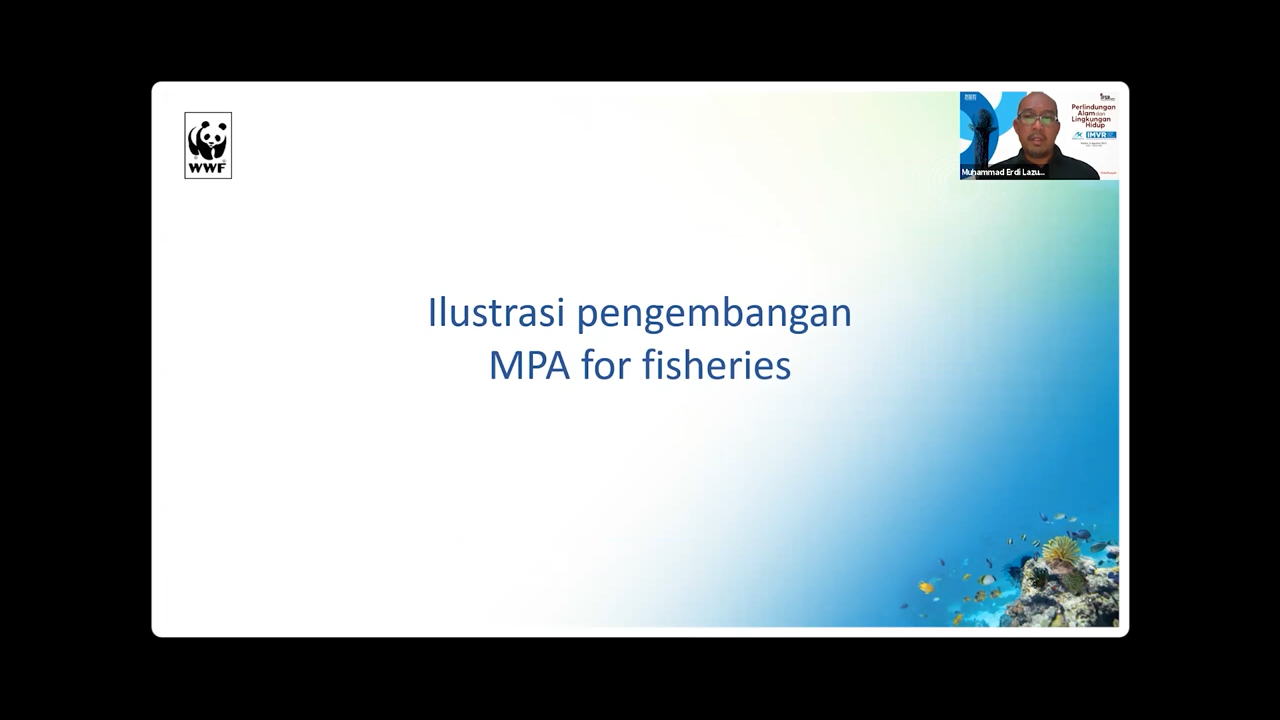 WWF
Perlindungan
Alam dan
Lingkungan
Hidup
IMVR
Muhammad Erdi Lazu...
Ilustrasi pengembangan
MPA for fisheries